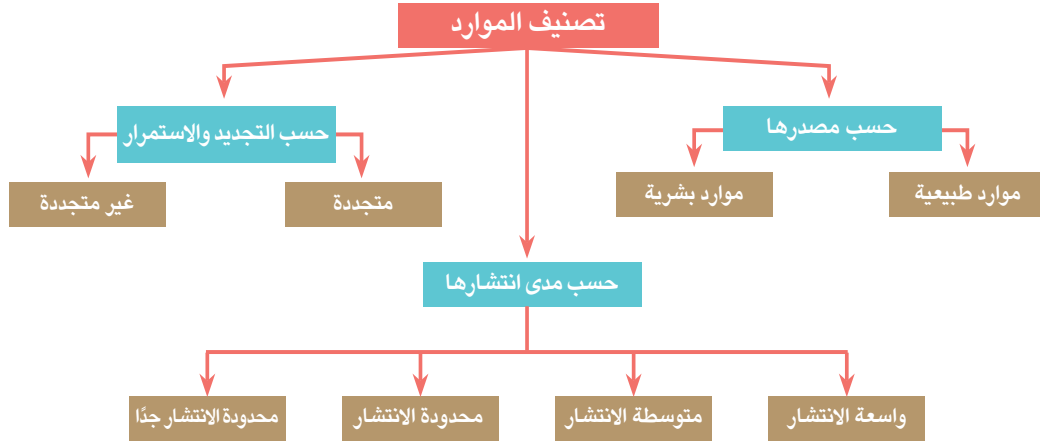 تصنيف الموارد
حسب مصدرها
موارد طبيعية
موارد بشرية
حسب التجديد والاستمرار
متجددة
غير متجددة
حسب مدى انتشارها
واسعة الانتشار
متوسطة الانتشار
محدودة الانتشار
محدودة الانتشار جدًا